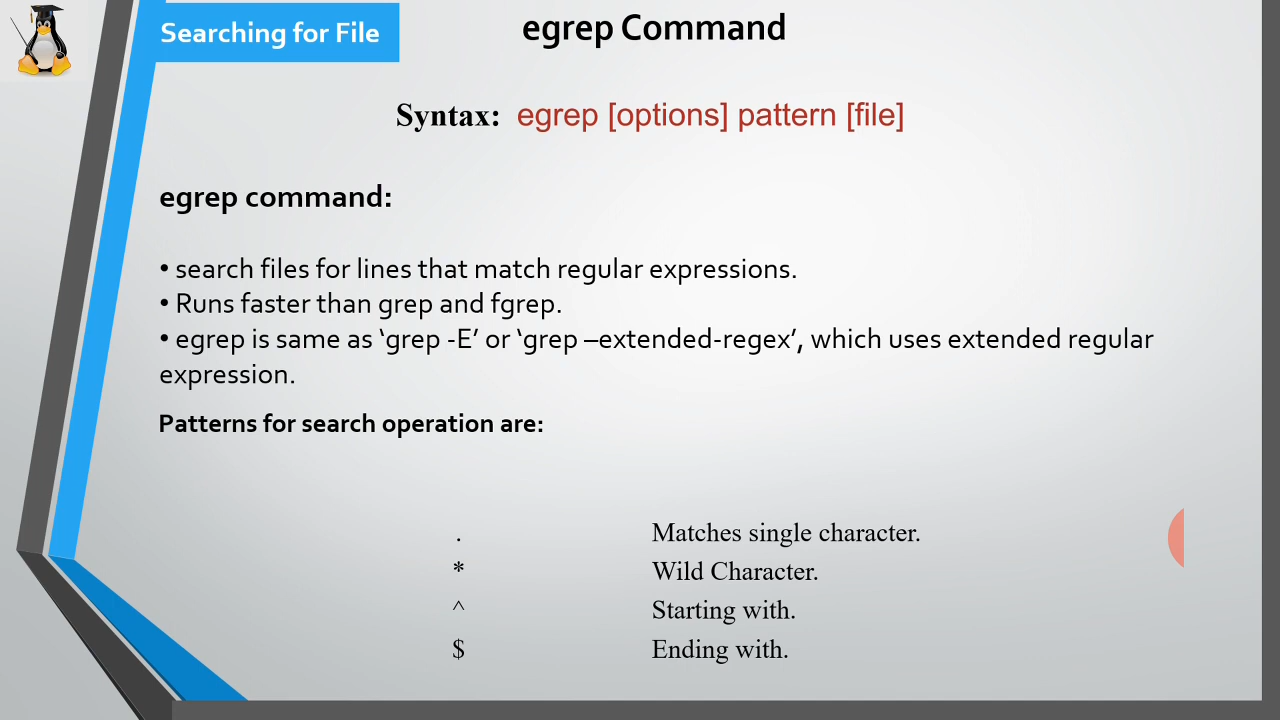 Searching for File
egrep Command
Syntax: egrep [options] pattern [file]
egrep command:
• search files for lines that match regular expressions.
• Runs faster than grep and fgrep.
• egrep is same as ‘grep -E’ or ‘grep –extended-regex’, which uses extended regular
expression.
Patterns for search operation are:
. Matches single character.
* Wild Character.
^ Starting with.
$ Ending with.